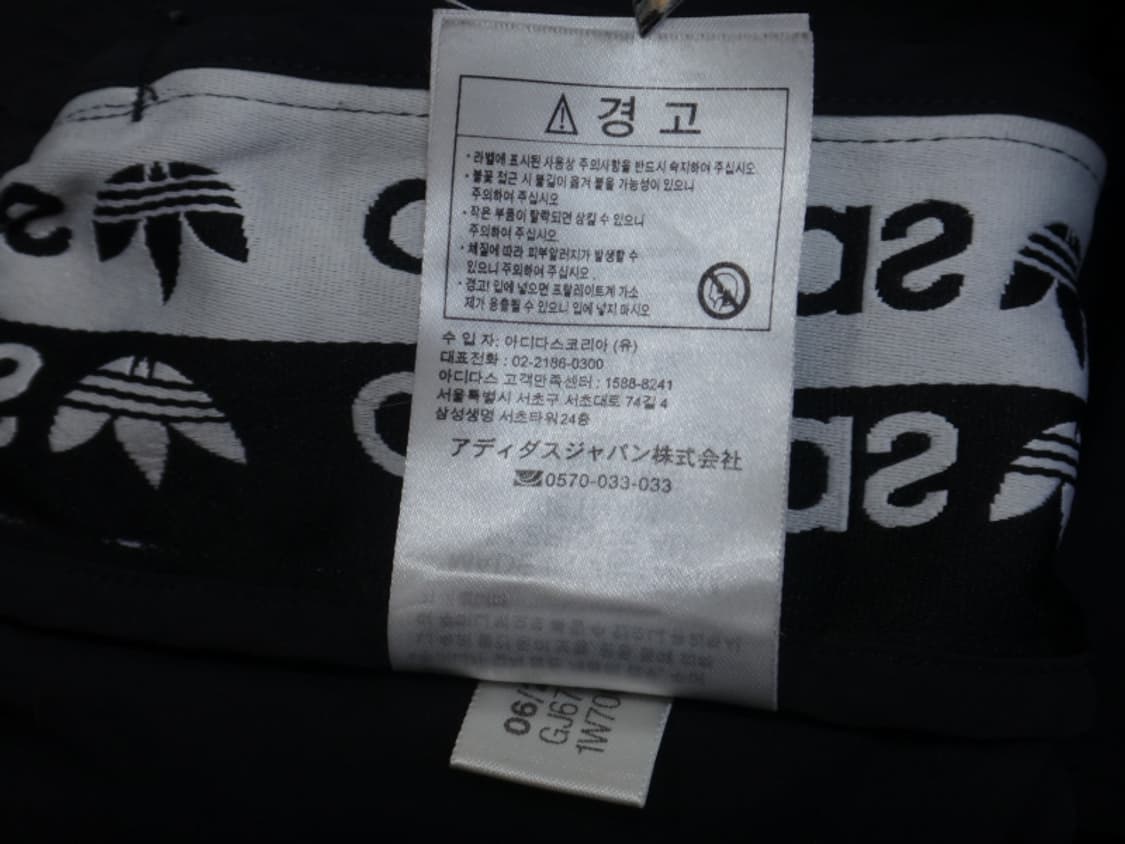 ⚠ 경 고
· 라벨에 표시된 사용상 주의사항을 반드시 숙지하여 주십시오
· 불꽃 접근 시 불길이 옮겨 붙을 가능성이 있으니
주의하여 주십시오
· 작은 부품이 탈락되면 삼킬 수 있으니
주의하여 주십시오.
· 체질에 따라 피부알러지가 발생할 수
있으니 주의하여 주십시오.
· 경고! 입에 넣으면 프탈레이트계 가소
제가 용출될 수 있으니 입에 넣지 마시오
수 입 자: 아디다스코리아 (유)
대표전화 : 02-2186-0300
아디다스 고객만족센터 : 1588-8241
서울특별시 서초구 서초대로 74길 4
삼성생명 서초타워24층
アディダスジャパン株式会社
0570-033-033
06/
GJ67
1W70